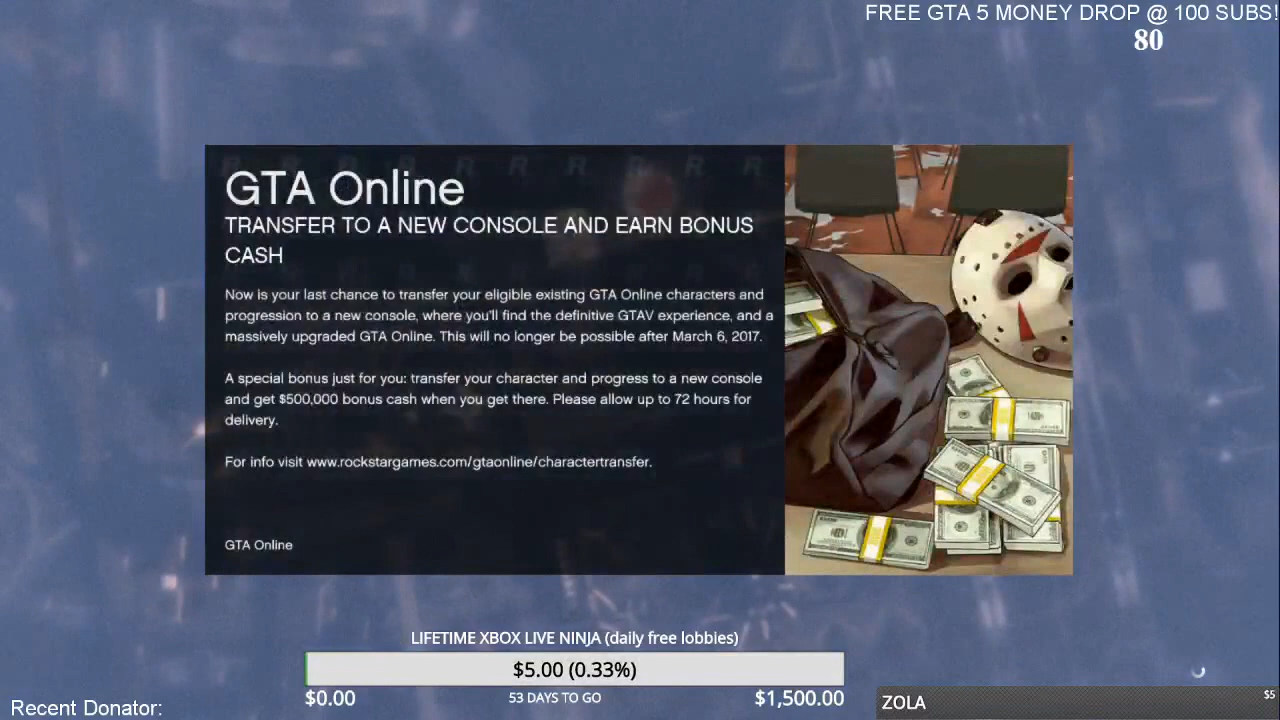 FREE GTA 5 MONEY DROP @ 100 SUBS!
80
GTA Online
TRANSFER TO A NEW CONSOLE AND EARN BONUS
CASH
Now is your last chance to transfer your eligible existing GTA Online characters and
progression to a new console, where you'll find the definitive GTAV experience, and a
massively upgraded GTA Online. This will no longer be possible after March 6, 2017.
A special bonus just for you: transfer your character and progress to a new console
and get $500,000 bonus cash when you get there. Please allow up to 72 hours for
delivery.
For info visit www.rockstargames.com/gtaonline/charactertransfer.
GTA Online
LIFETIME XBOX LIVE NINJA (daily free lobbies)
$5.00 (0.33%)
$0.00 53 DAYS TO GO $1,500.00
Recent Donator:
ZOLA $5